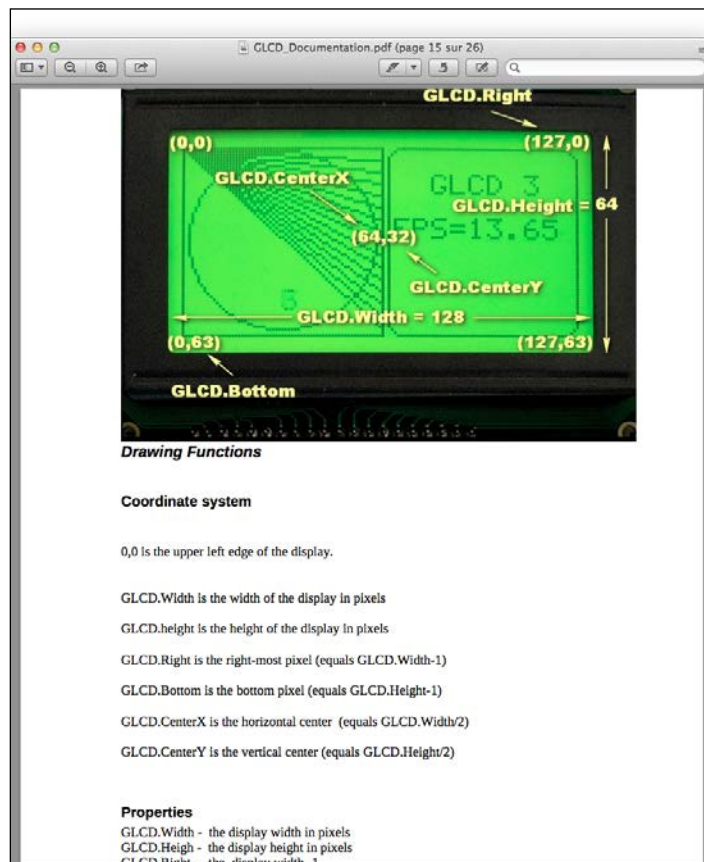 GLCD_Documentation.pdf (page 15 sur 26)
GLCD.Right
(0,0)
(127,0)
GLCD.CenterX
GLCD 3
GLCD.Height = 64
(64,32)
FPS=13.65
GLCD.CenterY
GLCD.Width = 128
(0,63)
(127,63)
GLCD.Bottom
Drawing Functions
Coordinate system
0,0 is the upper left edge of the display.
GLCD.Width is the width of the display in pixels
GLCD.height is the height of the display in pixels
GLCD.Right is the right-most pixel (equals GLCD.Width-1)
GLCD.Bottom is the bottom pixel (equals GLCD.Height-1)
GLCD.CenterX is the horizontal center (equals GLCD.Width/2)
GLCD.CenterY is the vertical center (equals GLCD.Height/2)
Properties
GLCD.Width - the display width in pixels
GLCD.Heigh - the display height in pixels
GLCD.Right - the display width -1